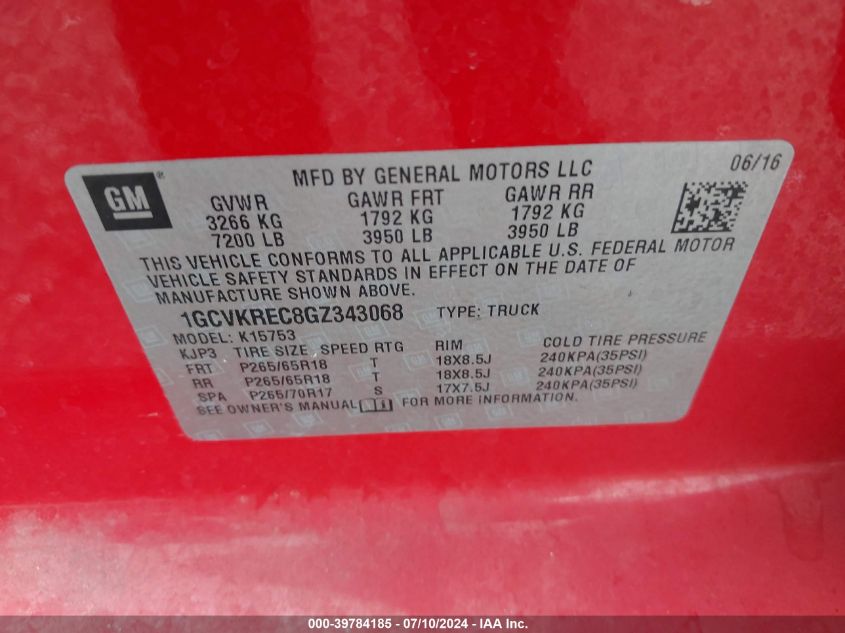 06/16
GM®
MFD BY GENERAL MOTORS LLC
GVWR GAWR FRT GAWR RR
3266 KG 1792 KG 1792 KG
7200 LB 3950 LB 3950 LB
THIS VEHICLE CONFORMS TO ALL APPLICABLE U.S. FEDERAL MOTOR
VEHICLE SAFETY STANDARDS IN EFFECT ON THE DATE OF
MANUFACTURE SHOWN ABOVE.
1GCVKREC8GZ343068 TYPE: TRUCK
MODEL: K15753
KJP3 TIRE SIZE SPEED RTG RIM COLD TIRE PRESSURE
FRT P265/65R18 T 18X8.5J 240KPA(35PSI)
RR P265/65R18 T 18X8.5J 240KPA(35PSI)
SPA P265/70R17 S 17X7.5J 240KPA(35PSI)
SEE OWNER'S MANUAL FOR MORE INFORMATION.
000-39784185 - 07/10/2024 - IAA Inc.